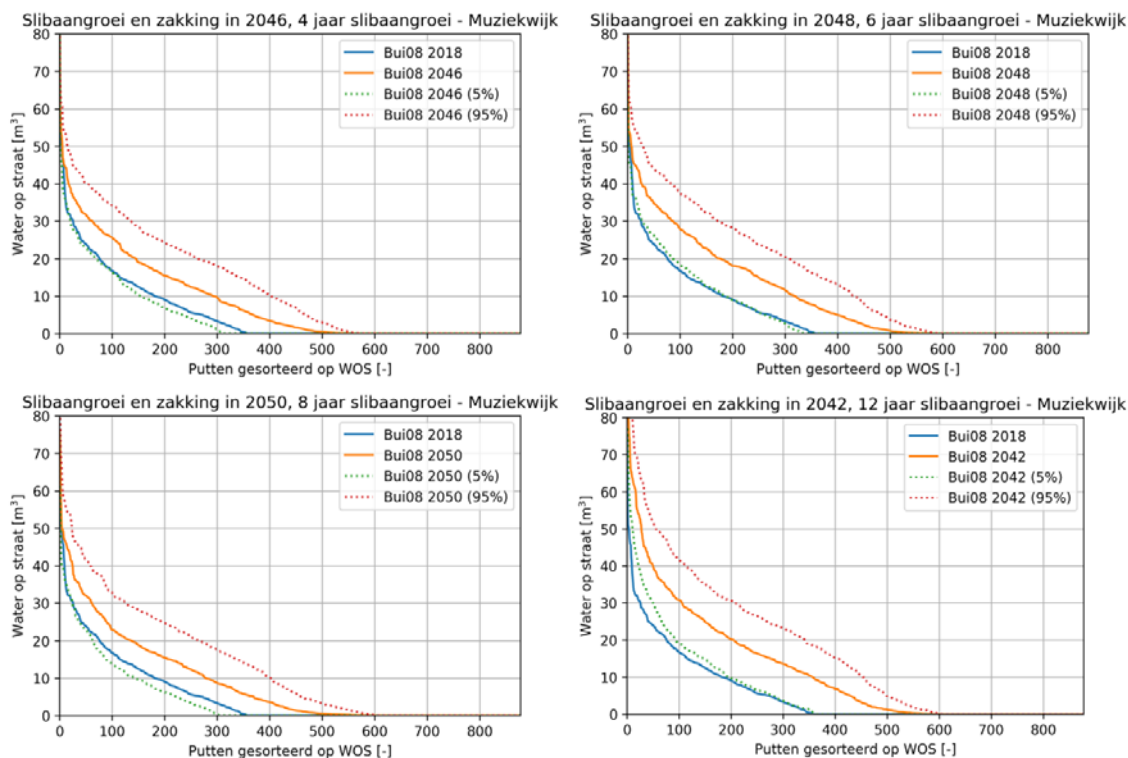 Slibaangroei en zakking in 2046, 4 jaar slibaangroei - Muziekwijk
80
70
60
50
40
30
20
10
0
Water op straat [m³]
Bui08 2018
Bui08 2046
Bui08 2046 (5%)
Bui08 2046 (95%)
0 100 200 300 400 500 600 700 800
Putten gesorteerd op WOS [-]
Slibaangroei en zakking in 2048, 6 jaar slibaangroei - Muziekwijk
80
70
60
50
40
30
20
10
0
Water op straat [m³]
Bui08 2018
Bui08 2048
Bui08 2048 (5%)
Bui08 2048 (95%)
0 100 200 300 400 500 600 700 800
Putten gesorteerd op WOS [-]
Slibaangroei en zakking in 2050, 8 jaar slibaangroei - Muziekwijk
80
70
60
50
40
30
20
10
0
Water op straat [m³]
Bui08 2018
Bui08 2050
Bui08 2050 (5%)
Bui08 2050 (95%)
0 100 200 300 400 500 600 700 800
Putten gesorteerd op WOS [-]
Slibaangroei en zakking in 2042, 12 jaar slibaangroei - Muziekwijk
80
70
60
50
40
30
20
10
0
Water op straat [m³]
Bui08 2018
Bui08 2042
Bui08 2042 (5%)
Bui08 2042 (95%)
0 100 200 300 400 500 600 700 800
Putten gesorteerd op WOS [-]